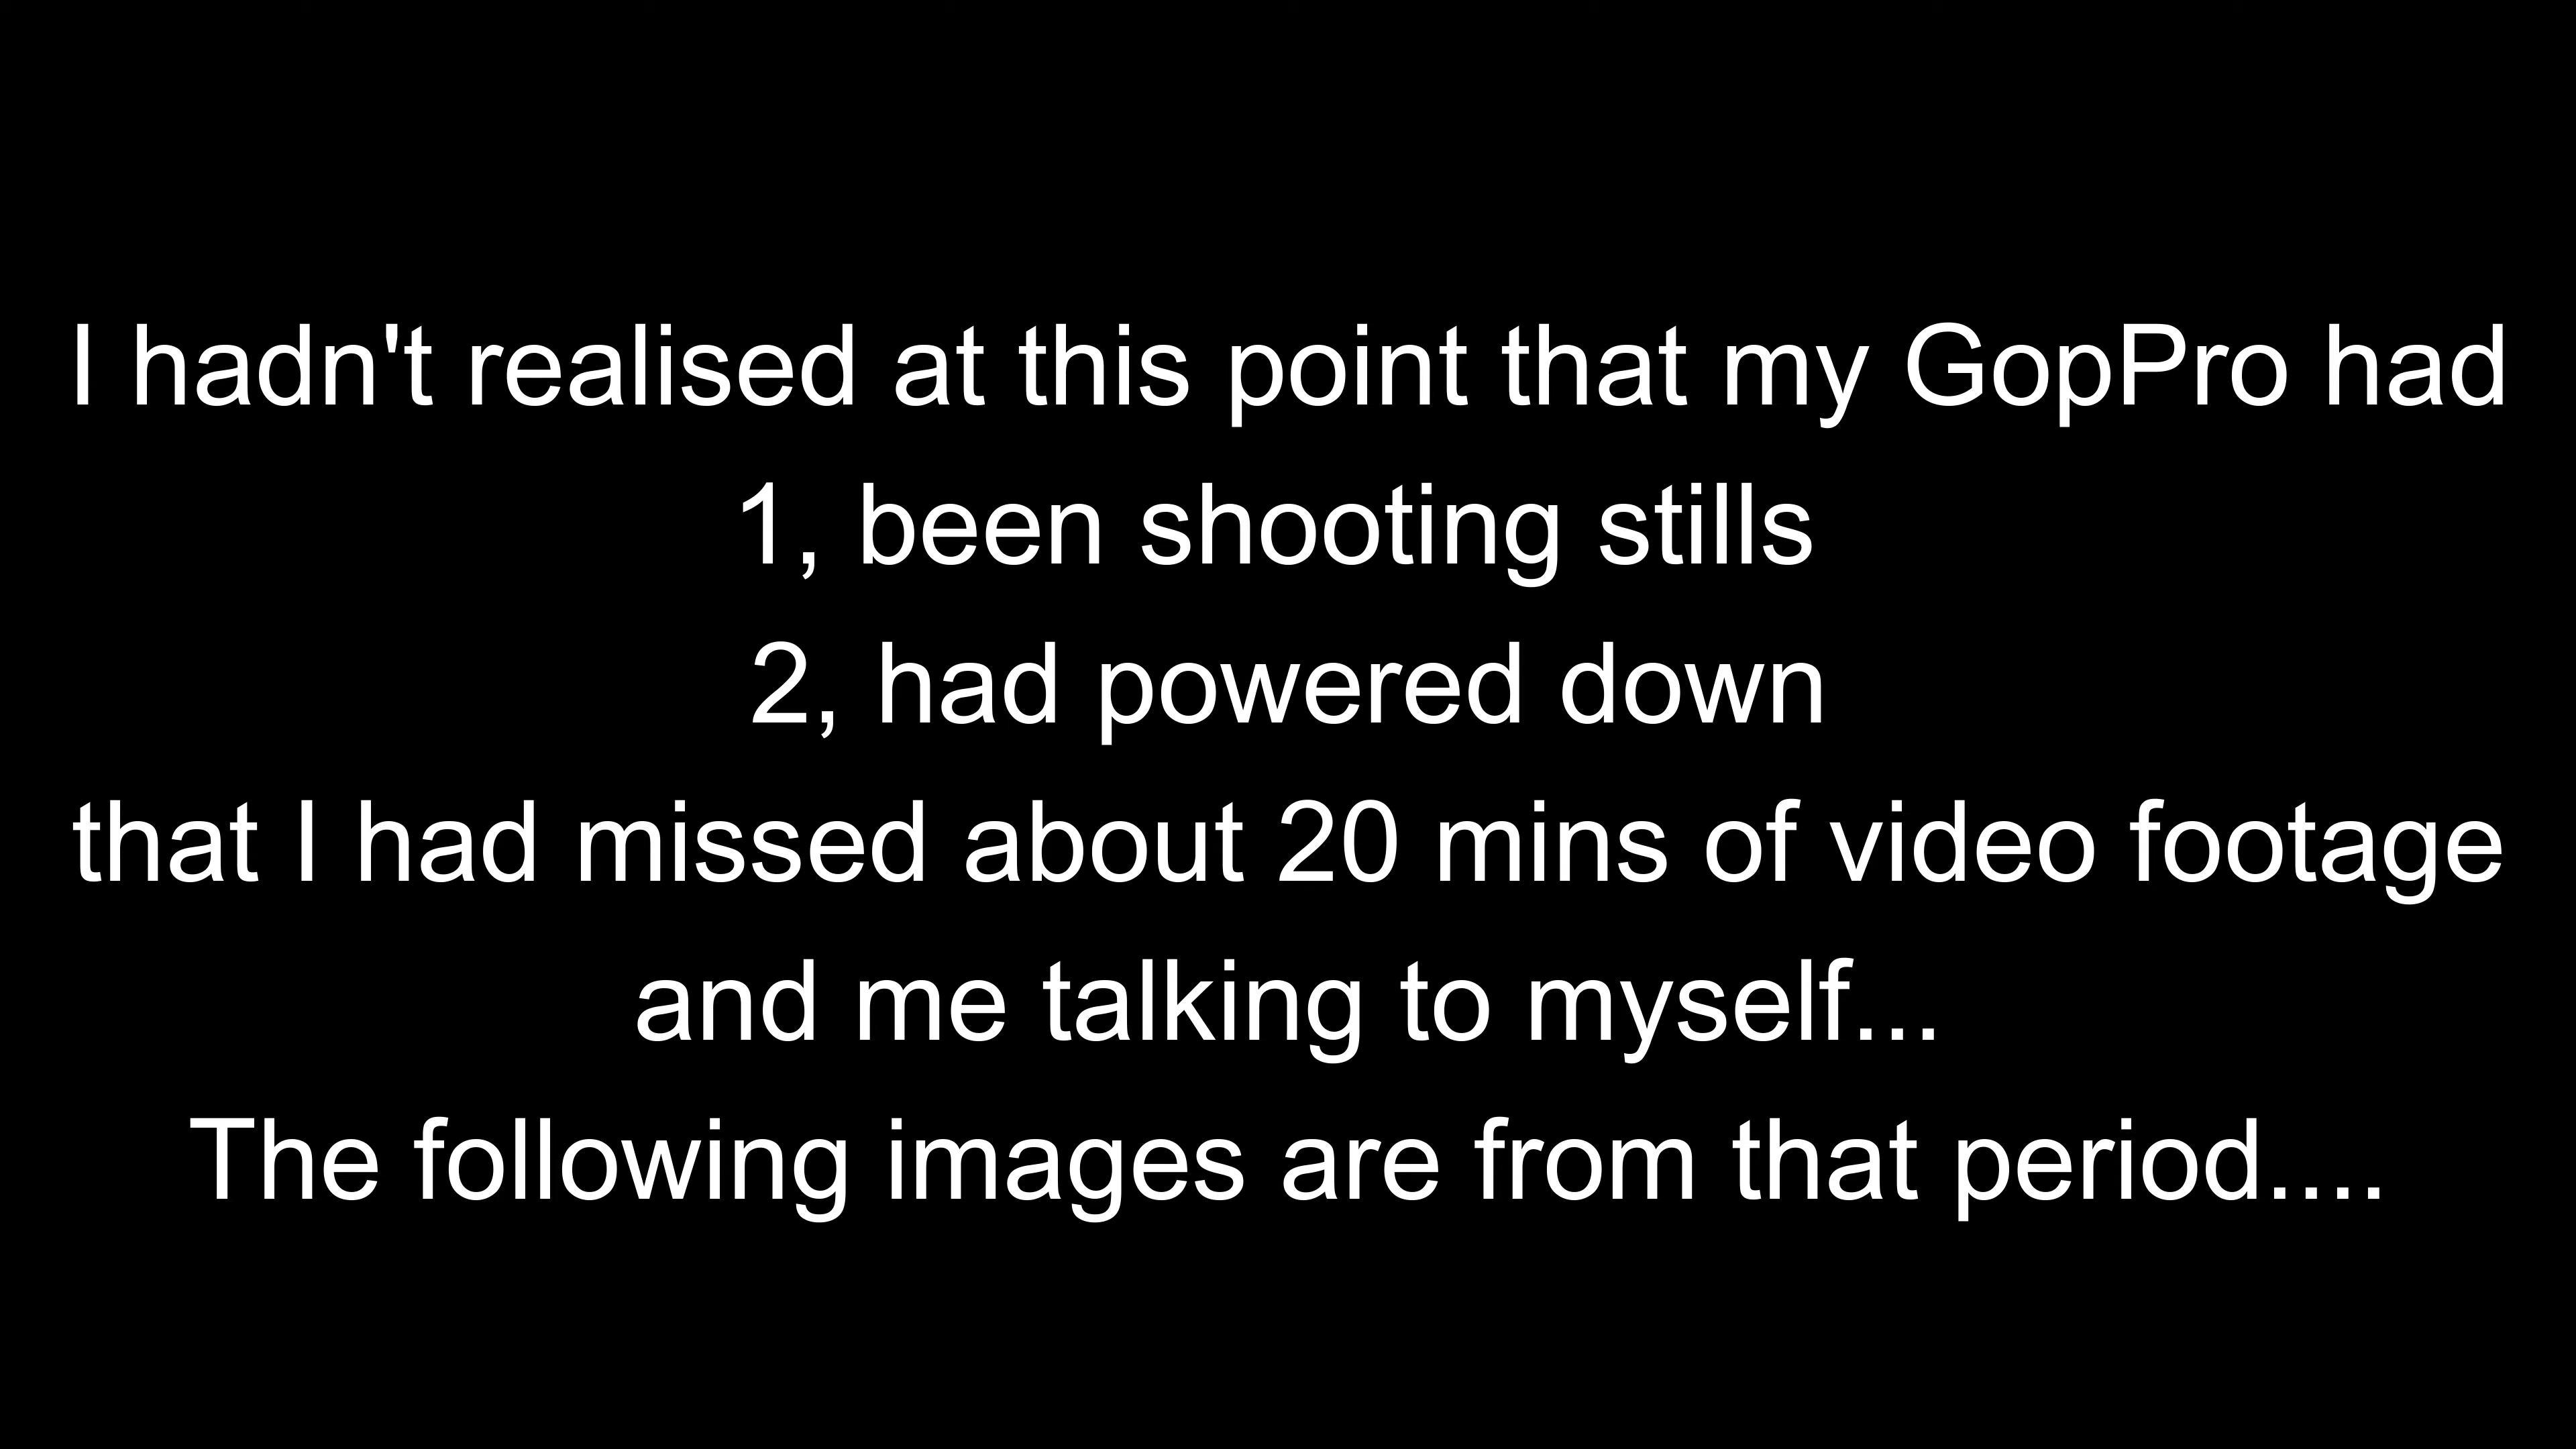 I hadn't realised at this point that my GopPro had
1, been shooting stills
2, had powered down
that I had missed about 20 mins of video footage
and me talking to myself...
The following images are from that period....